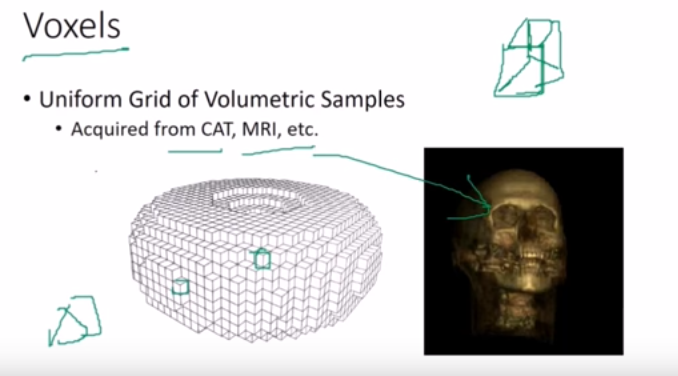 Voxels
• Uniform Grid of Volumetric Samples
• Acquired from CAT, MRI, etc.